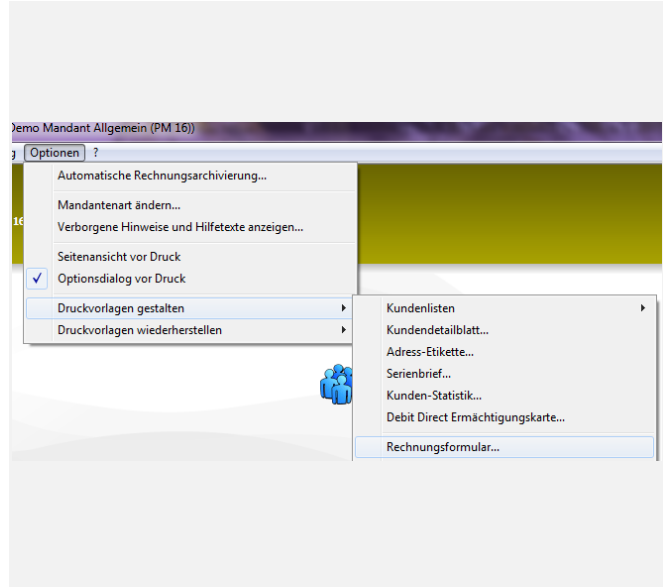 Demo Mandant Allgemein (PM 16))
g Optionen ?
Automatische Rechnungsarchivierung...
Mandantenart ändern...
16
Verborgene Hinweise und Hilfetexte anzeigen...
Seitenansicht vor Druck
Optionsdialog vor Druck
Druckvorlagen gestalten
Druckvorlagen wiederherstellen
Kundenlisten
Kundendetailblatt...
Adress-Etikette...
Serienbrief...
Kunden-Statistik...
Debit Direct Ermächtigungskarte...
Rechnungsformular...